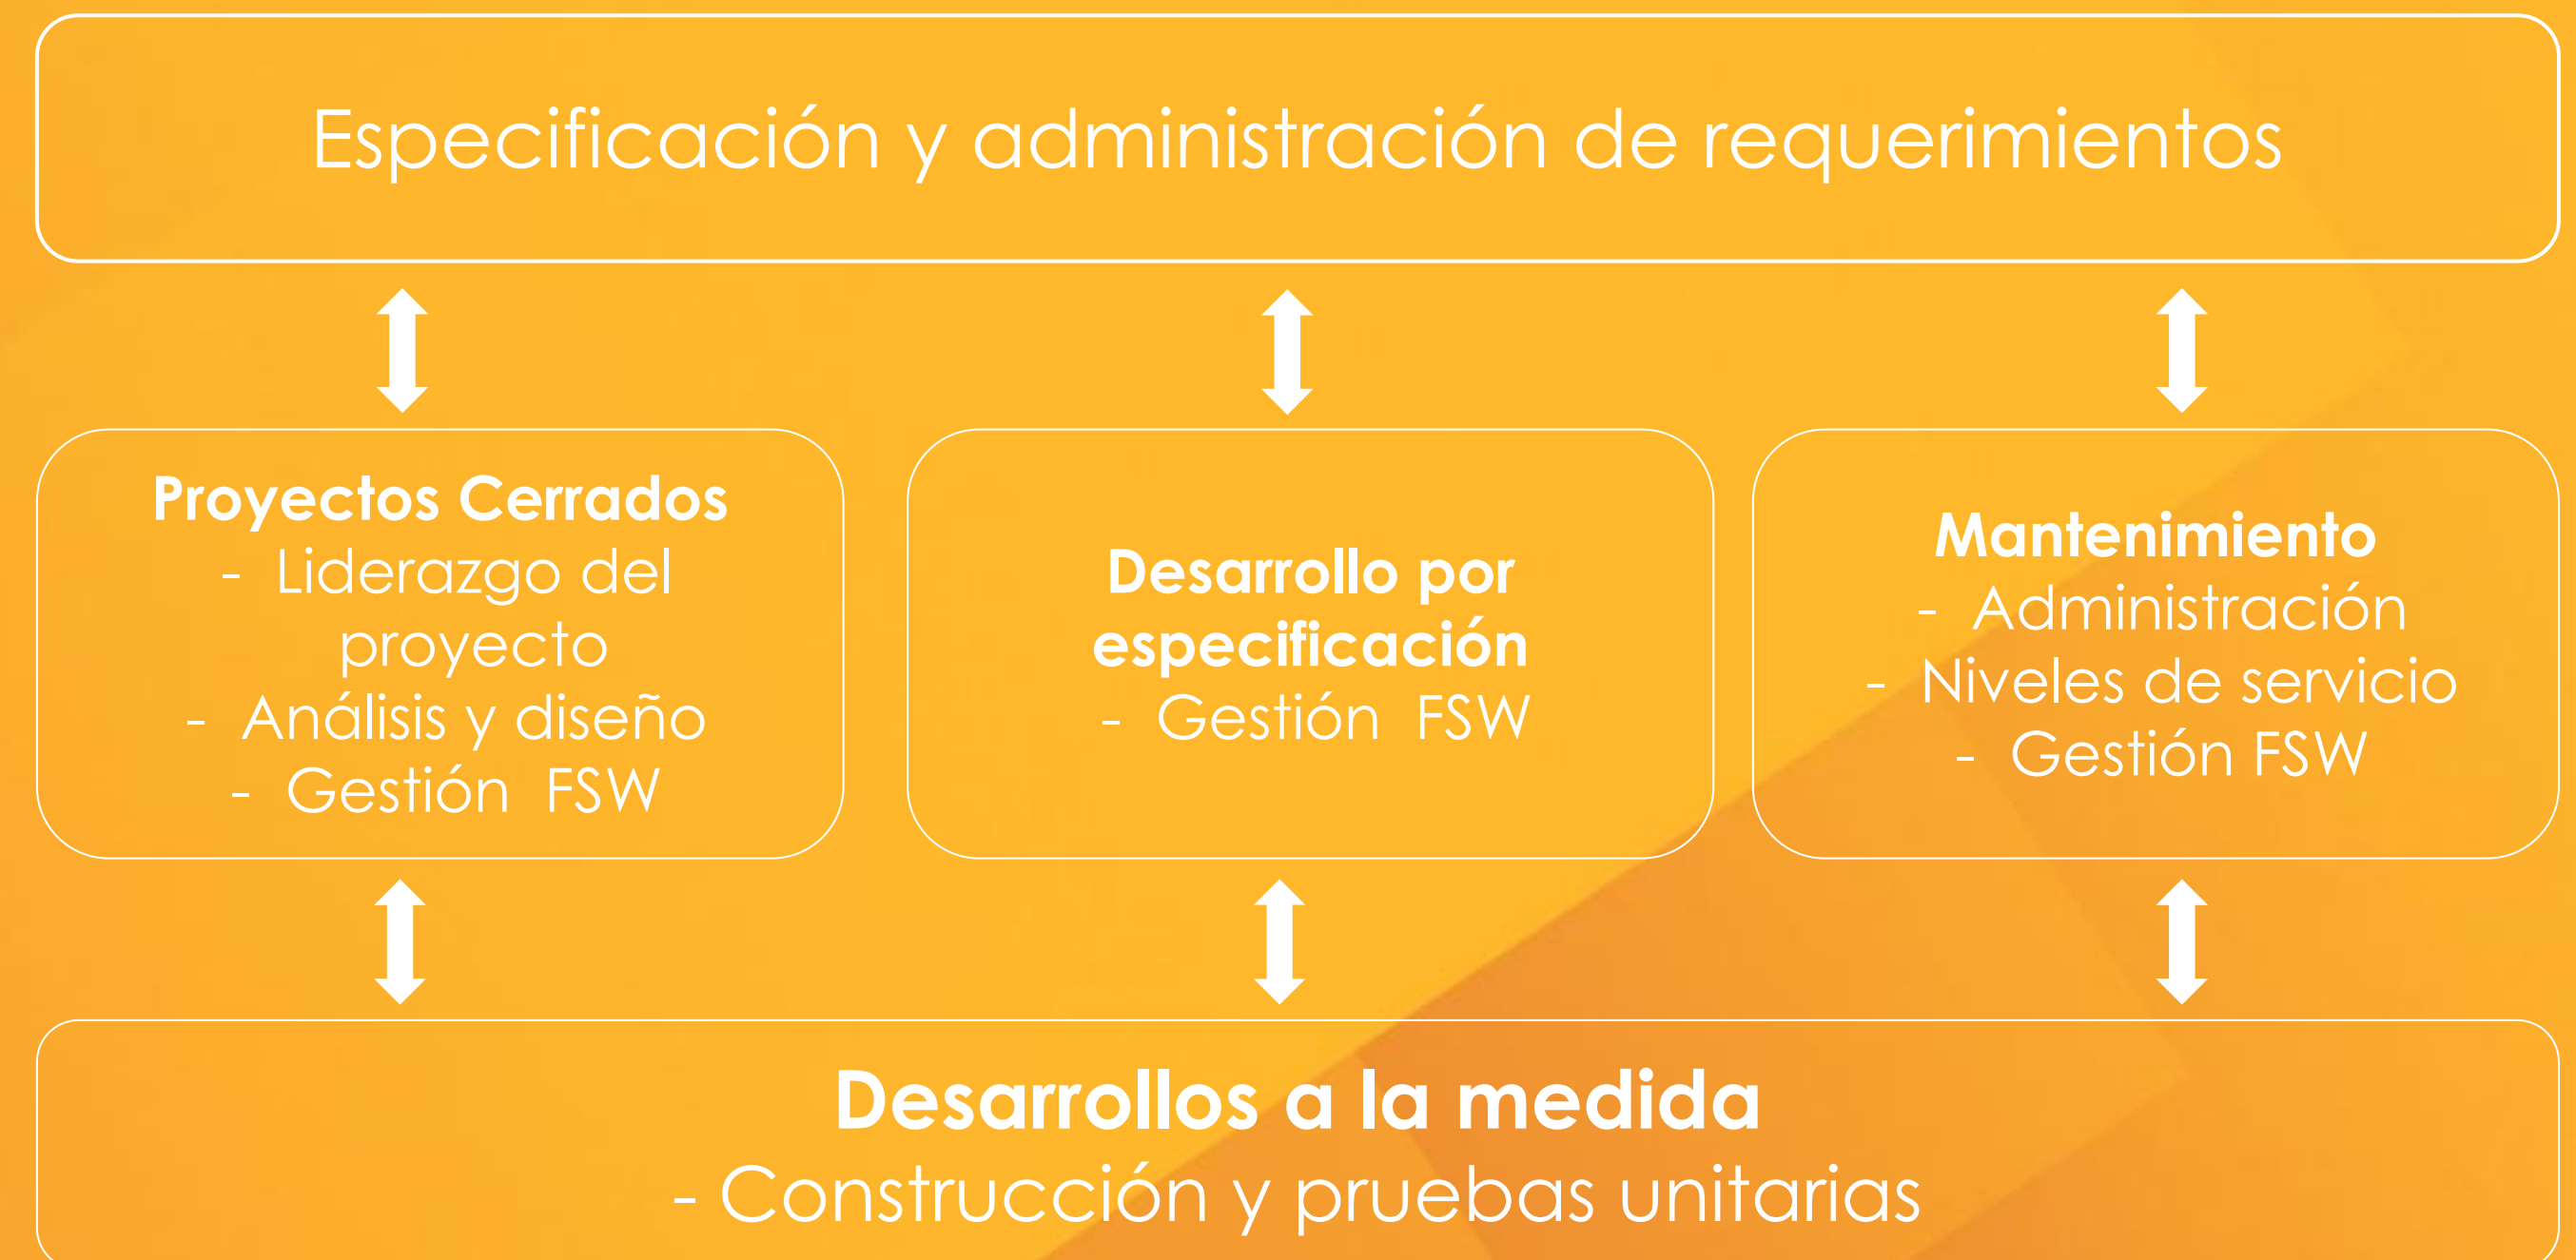 Especificación y administración de requerimientos
Proyectos Cerrados
- Liderazgo del
proyecto
- Análisis y diseño
- Gestión FSW
Desarrollo por
especificación
- Gestión FSW
Mantenimiento
- Administración
- Niveles de servicio
- Gestión FSW
Desarrollos a la medida
- Construcción y pruebas unitarias